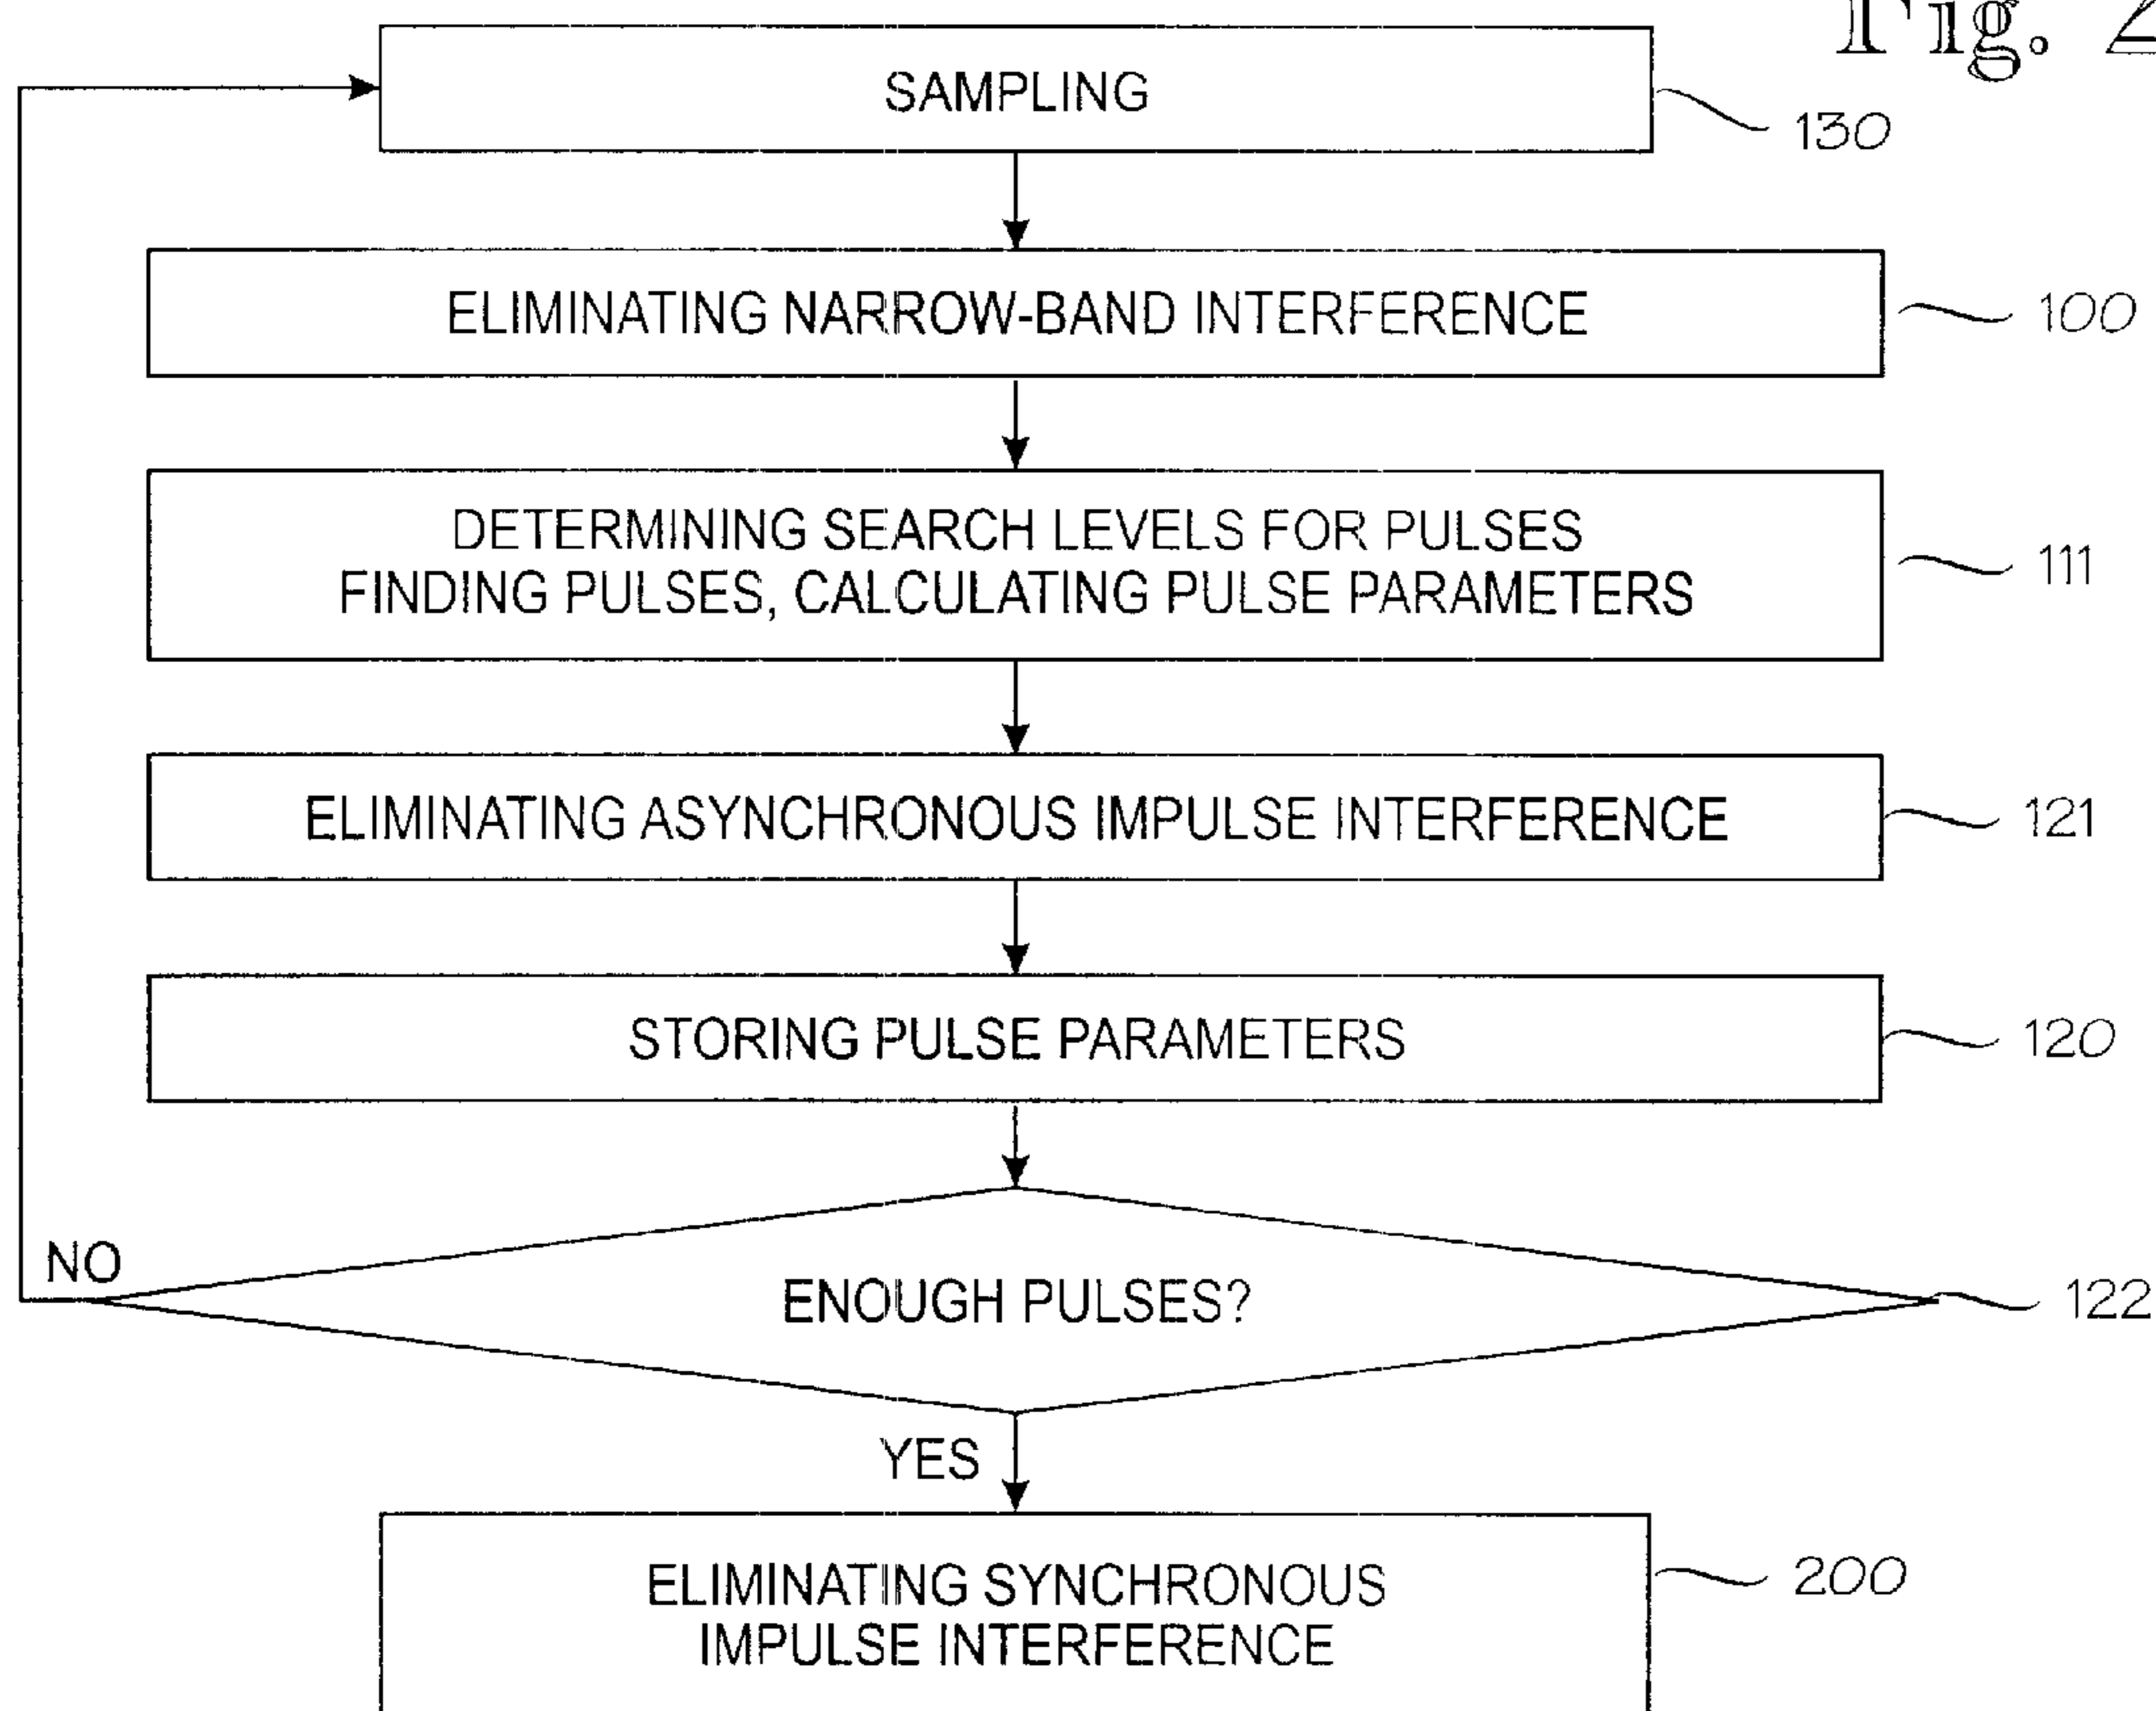 Fig. 2
SAMPLING
130
ELIMINATING NARROW-BAND INTERFERENCE
100
DETERMINING SEARCH LEVELS FOR PULSES
FINDING PULSES, CALCULATING PULSE PARAMETERS
111
ELIMINATING ASYNCHRONOUS IMPULSE INTERFERENCE
121
STORING PULSE PARAMETERS
120
NO
ENOUGH PULSES?
122
YES
ELIMINATING SYNCHRONOUS
IMPULSE INTERFERENCE
200